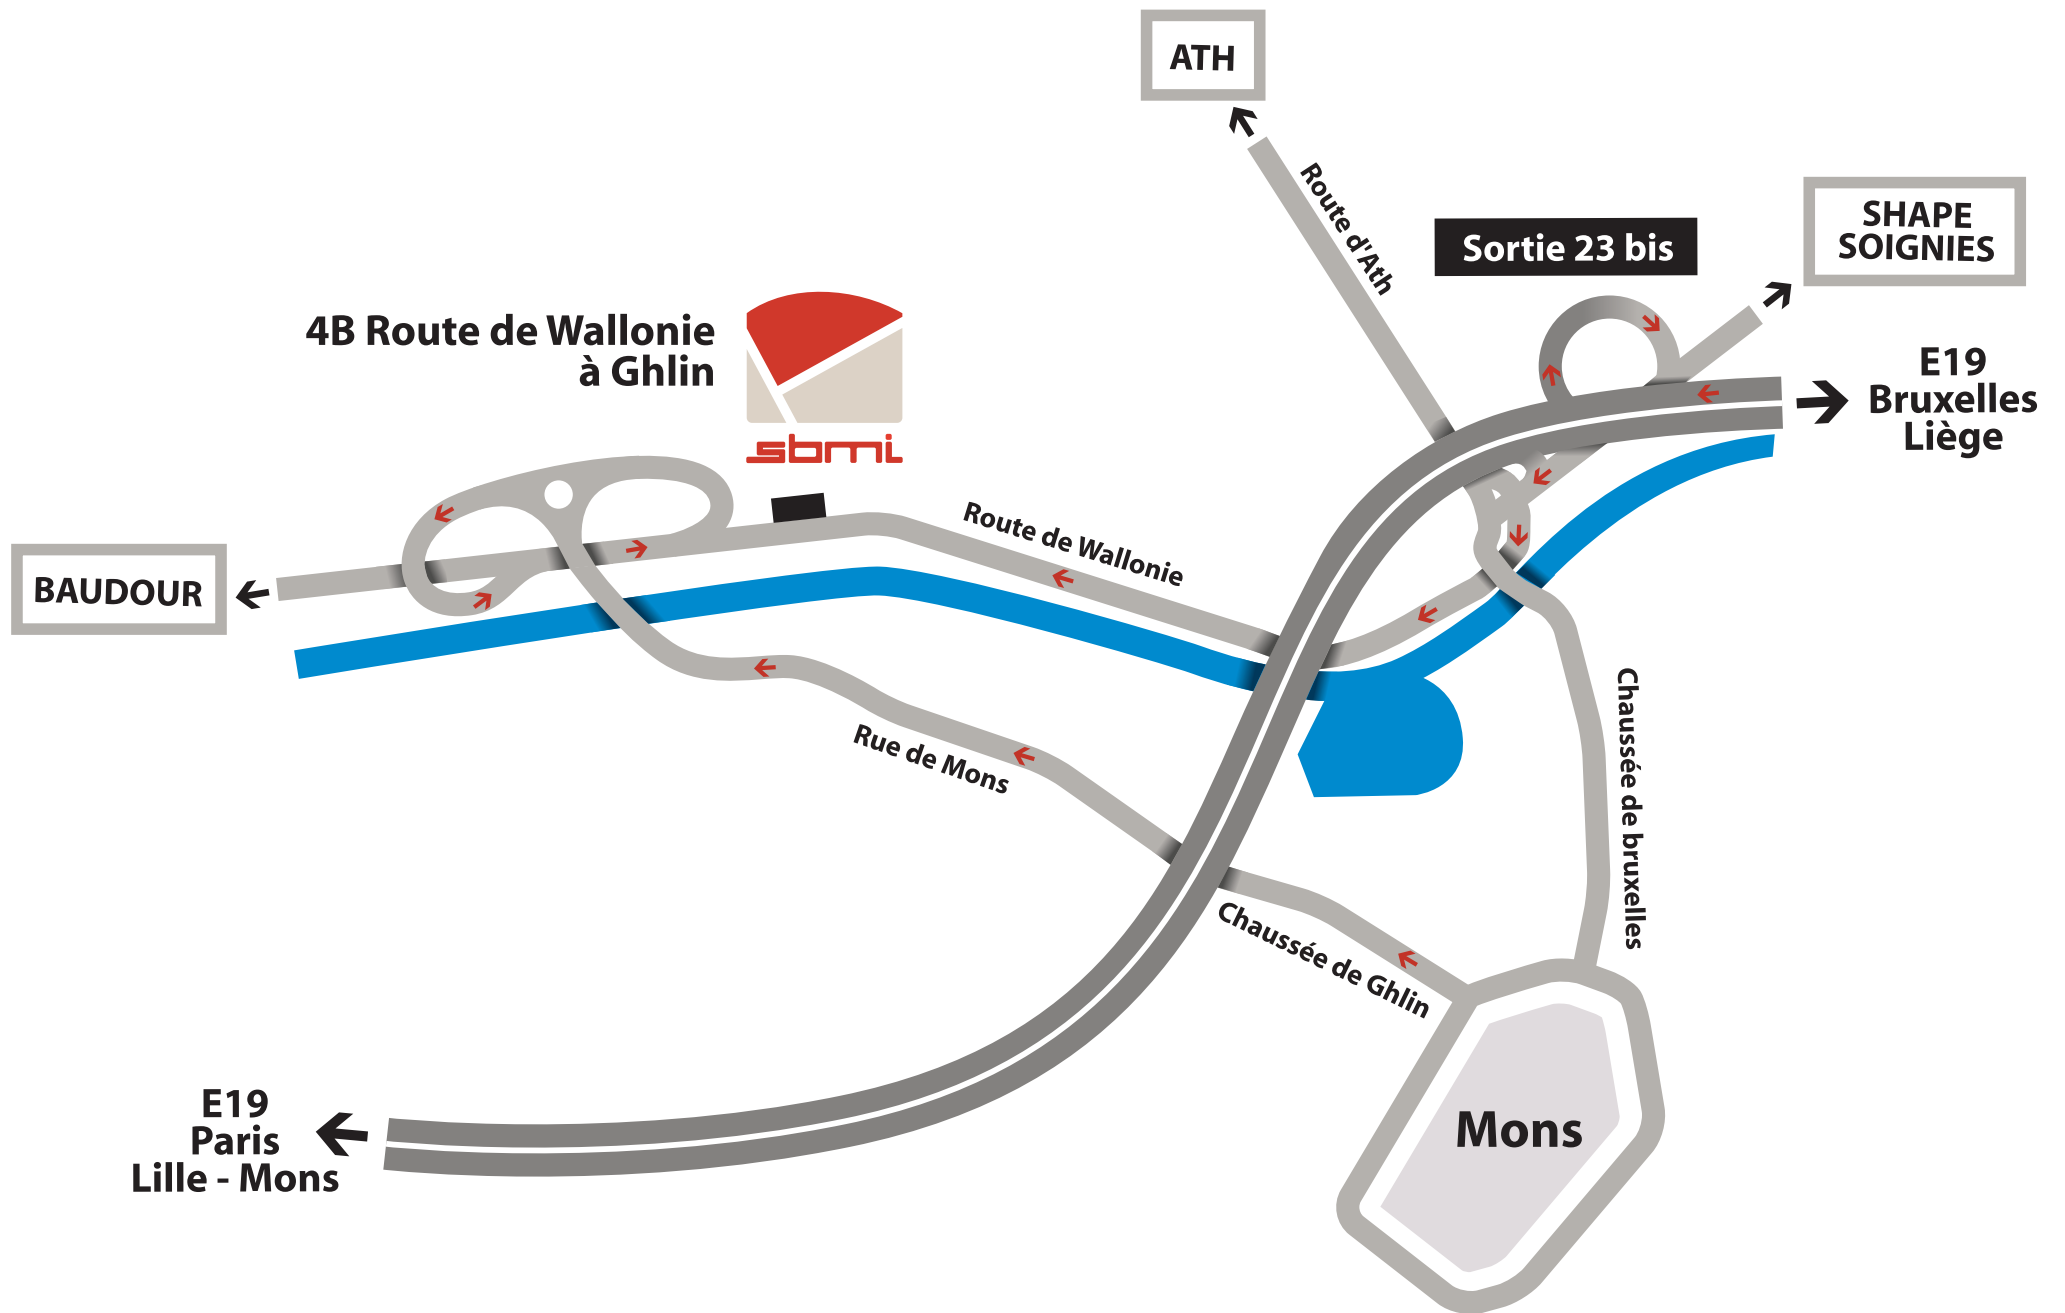 ATH
Route d'Ath
SHAPE
SOIGNIES
Sortie 23 bis
4B Route de Wallonie
à Ghlin
sbmi
E19
Bruxelles
Liège
Route de Wallonie
BAUDOUR
Rue de Mons
Chaussée de bruxelles
Chaussée de Ghlin
E19
Paris
Lille - Mons
Mons